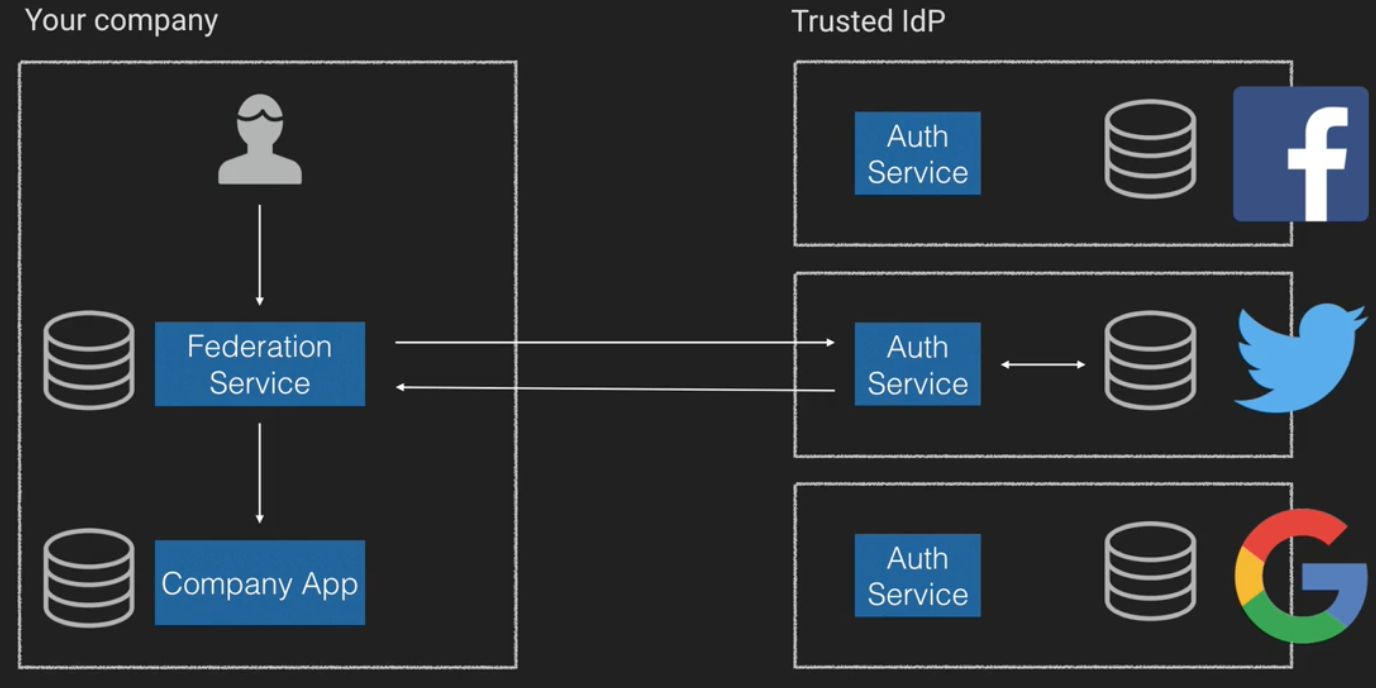 Your company
Trusted IdP
Auth
Service
Federation
Service
Auth
Service
Company App
Auth
Service